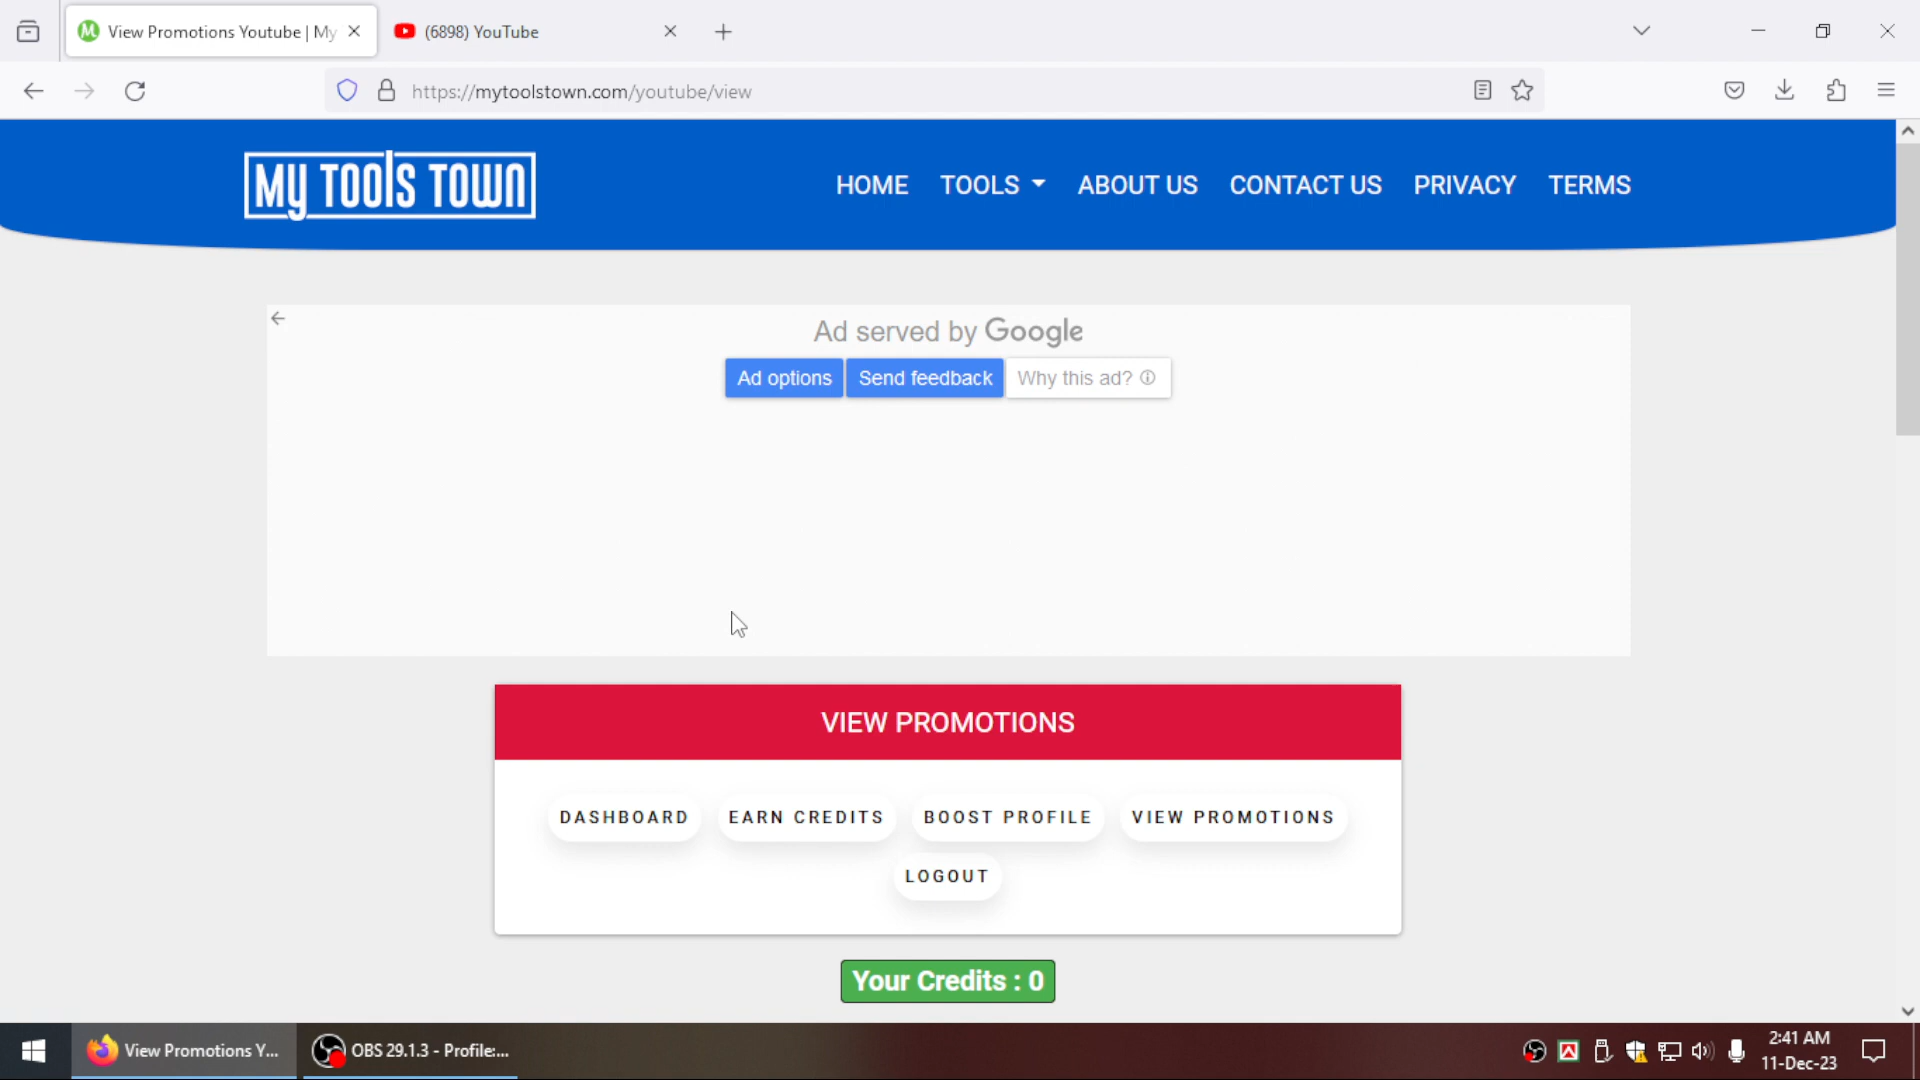 View Promotions Youtube | My
(6898) YouTube
https://mytoolstown.com/youtube/view
My Tools Town
HOME
TOOLS
ABOUT US
CONTACT US
PRIVACY
TERMS
Ad served by Google
Ad options
Send feedback
Why this ad?
VIEW PROMOTIONS
DASHBOARD
EARN CREDITS
BOOST PROFILE
VIEW PROMOTIONS
LOGOUT
Your Credits : 0
View Promotions Y...
OBS 29.1.3 - Profile:...
2:41 AM
11-Dec-23